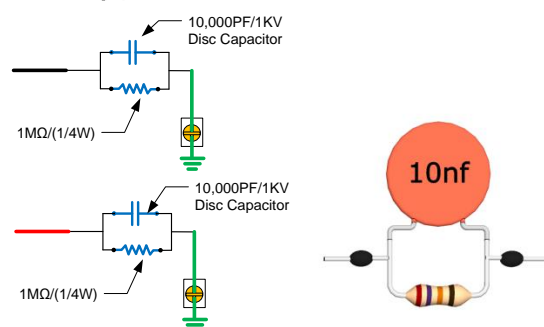 10,000PF/1KV
Disc Capacitor
1MΩ/(1/4W)
10,000PF/1KV
Disc Capacitor
1MΩ/(1/4W)
10nf